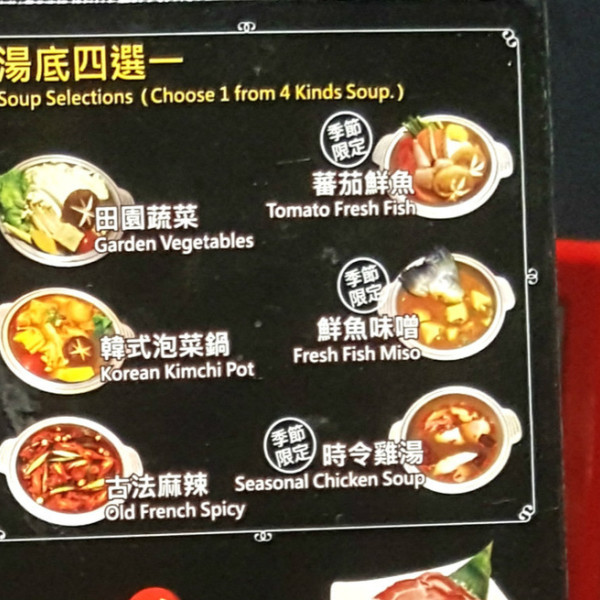 湯底四選一
Soup Selections (Choose 1 from 4 Kinds Soup.)
田園蔬菜
Garden Vegetables
韓式泡菜鍋
Korean Kimchi Pot
古法麻辣
Old French Spicy
季節
限定
蕃茄鮮魚
Tomato Fresh Fish
季節
限定
鮮魚味噌
Fresh Fish Miso
季節
限定
時令雞湯
Seasonal Chicken Soup